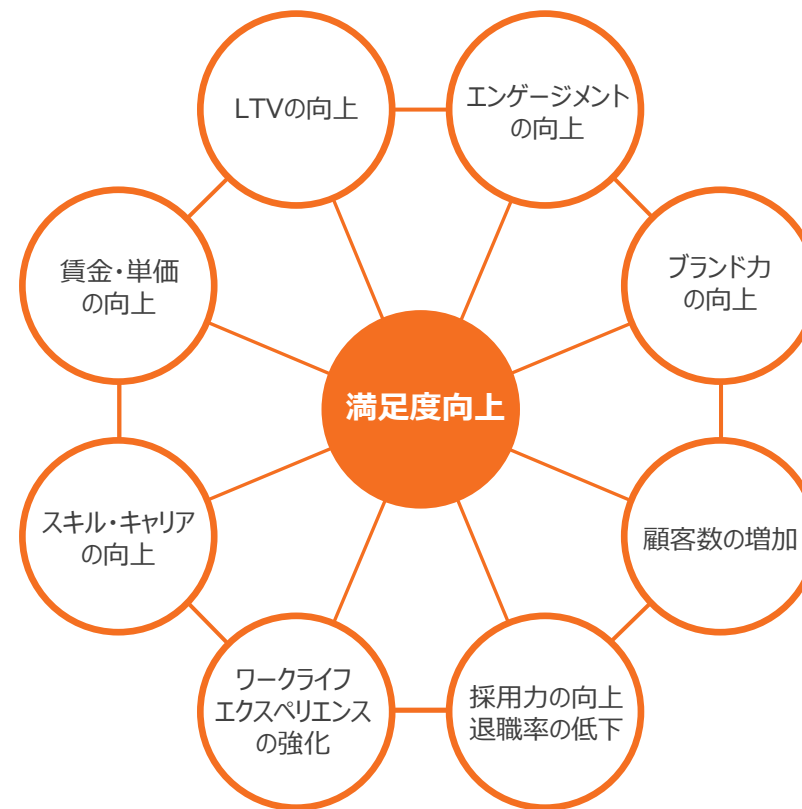 LTVの向上
エンゲージメント
の向上
賃金・単価
の向上
ブランド力
の向上
満足度向上
スキル・キャリア
の向上
顧客数の増加
ワークライフ
エクスペリエンス
の強化
採用力の向上
退職率の低下